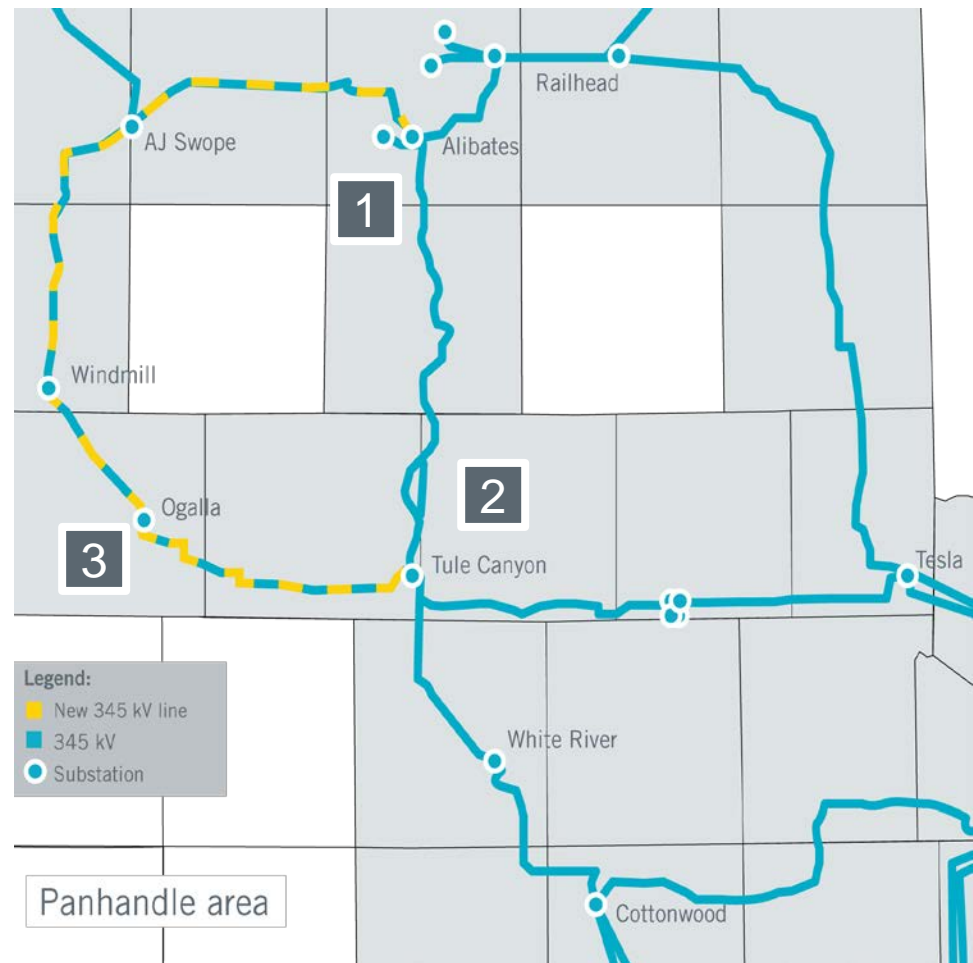 Railhead
AJ Swope
Alibates
1
Windmill
2
Ogalla
3
Tule Canyon
Tesla
Legend:
New 345 kV line
345 kV
Substation
White River
Panhandle area
Cottonwood